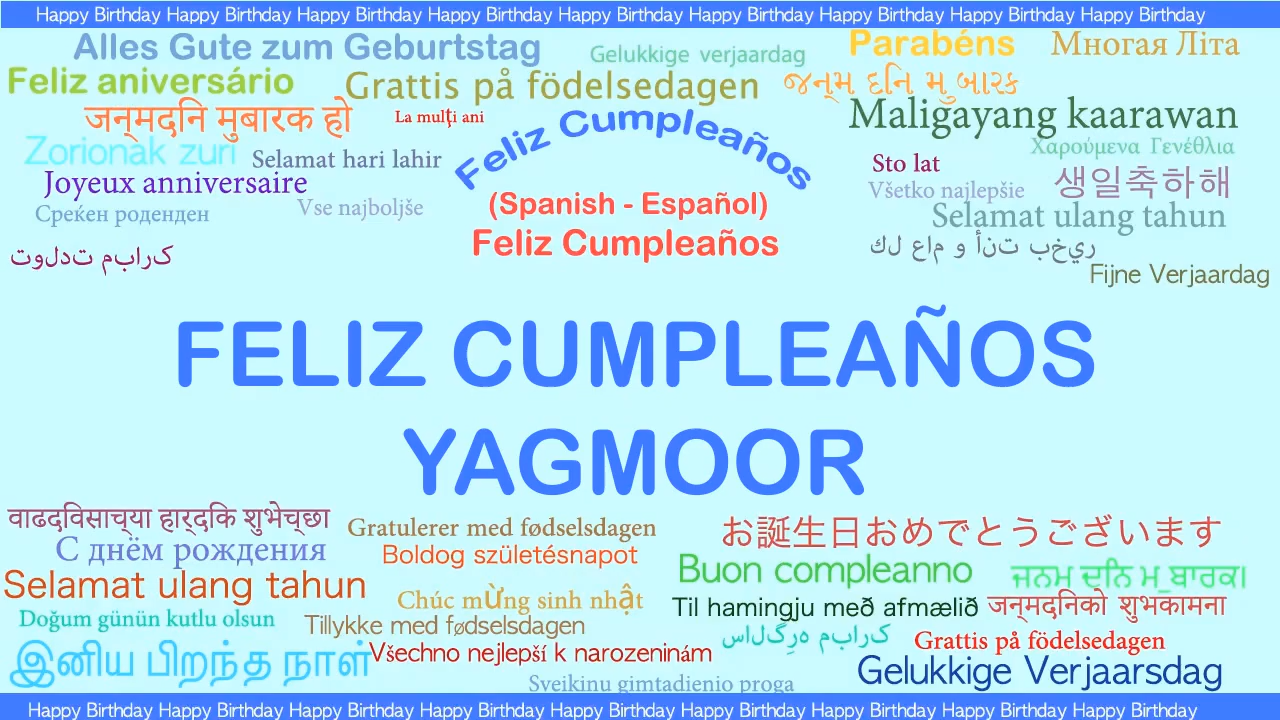 Happy Birthday Happy Birthday Happy Birthday Happy Birthday Happy Birthday Happy Birthday Happy Birthday Happy Birthday Happy Birthday
Alles Gute zum Geburtstag
Gelukkige verjaardag
Parabéns
Многая Літа
Feliz aniversário
Grattis på födelsedagen
જન્મ દિન મુબારક
जन्मदिन मुबारक हो
La mulţi ani
Feliz Cumpleaños
Maligayang kaarawan
Zorionak zuri
Selamat hari lahir
Sto lat
Χαρούμενα Γενέθλια
Joyeux anniversaire
(Spanish - Español)
Všetko najlepšie
생일축하해
Срекен роденден
Vse najboljše
Feliz Cumpleaños
Selamat ulang tahun
تولدت مبارک
كل عام و أنت بخير
Fijne Verjaardag
FELIZ CUMPLEAÑOS
YAGMOOR
वाढदिवसाच्या हार्दिक शुभेच्छा
Gratulerer med fødselsdagen
お誕生日おめでとうございます
С днём рождения
Boldog születésnapot
Buon compleanno
ਜਨਮ ਦਿਨ ਮੁਬਾਰਕ।
Selamat ulang tahun
Chúc mừng sinh nhật
Til hamingju með afmælið
जन्मदिनको शुभकामना
Doğum günün kutlu olsun
Tillykke med fødselsdagen
سالگرہ مبارک
Grattis på födelsedagen
இனிய பிறந்த நாள்
Všechno nejlepší k narozeninám
Gelukkige Verjaarsdag
Sveikinu gimtadienio proga
Happy Birthday Happy Birthday Happy Birthday Happy Birthday Happy Birthday Happy Birthday Happy Birthday Happy Birthday Happy Birthday